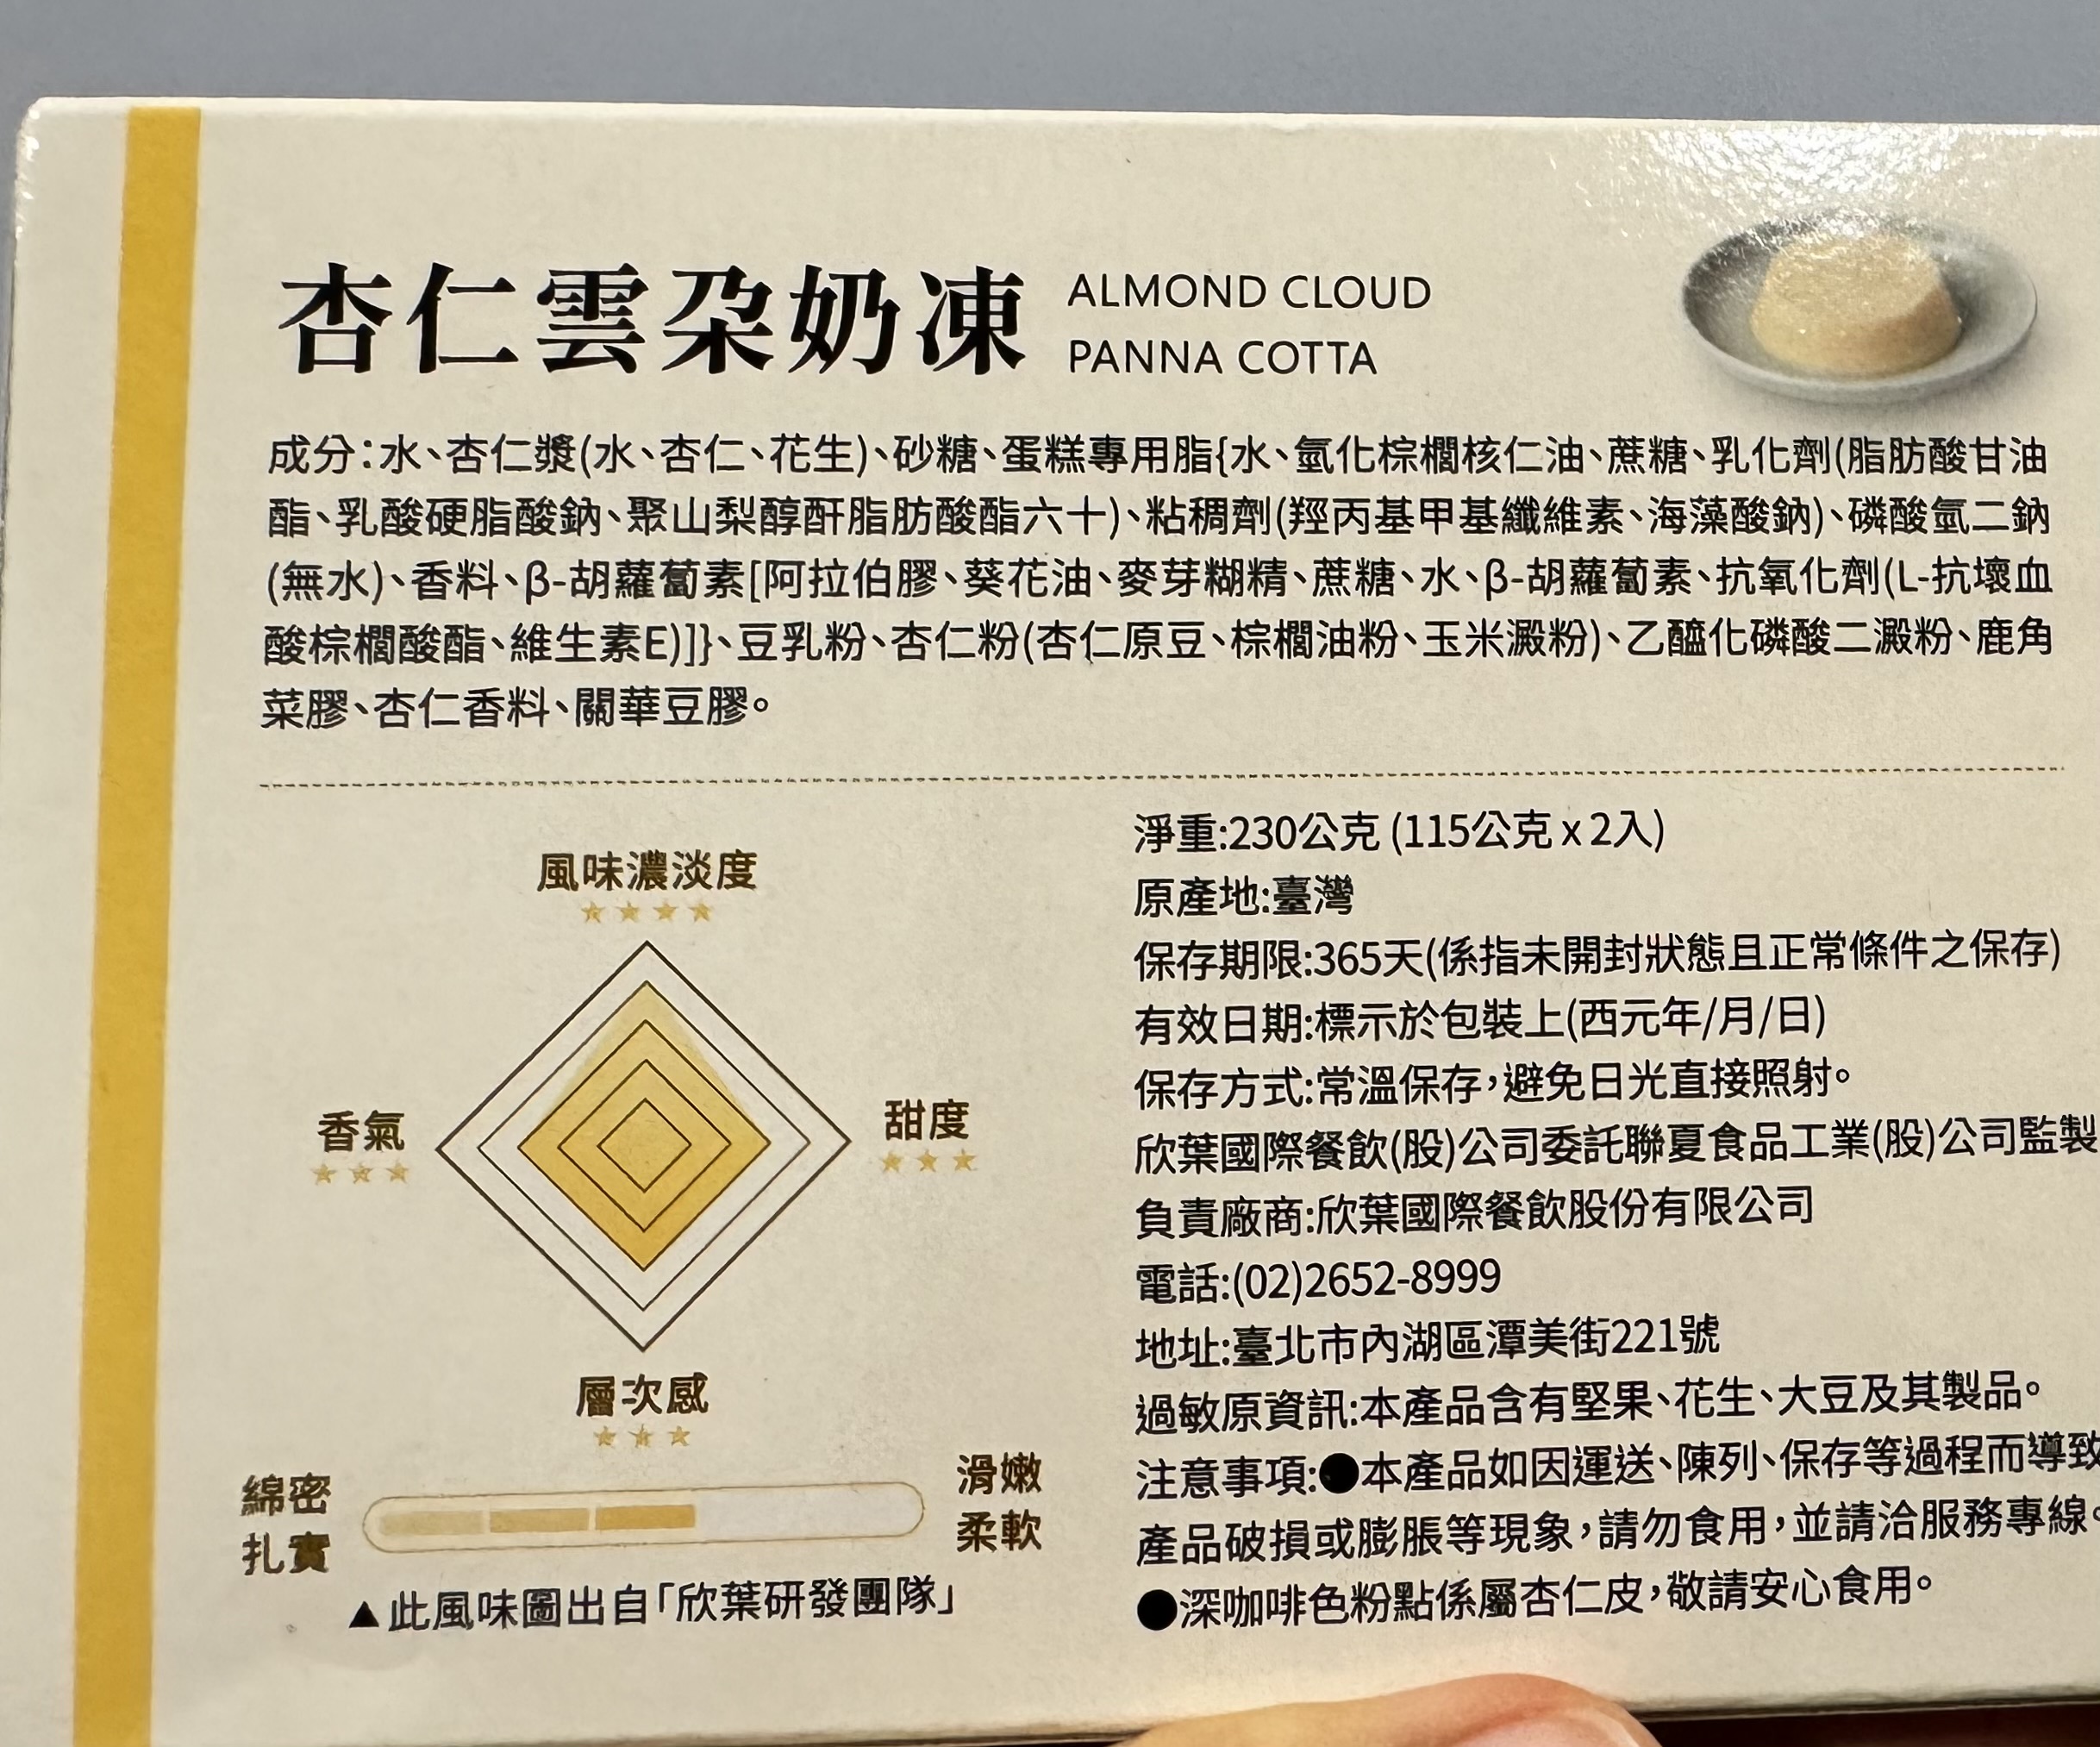 杏仁雲朶奶凍
ALMOND CLOUD
PANNA COTTA
成分:水、杏仁漿(水、杏仁、花生)、砂糖、蛋糕專用脂{水、氫化棕櫚核仁油、蔗糖、乳化劑(脂肪酸甘油
酯、乳酸硬脂酸鈉、聚山梨醇酐脂肪酸酯六十)、粘稠劑(羥丙基甲基纖維素、海藻酸鈉)、磷酸氫二鈉
(無水)、香料、β-胡蘿蔔素[阿拉伯膠、葵花油、麥芽糊精、蔗糖、水、β-胡蘿蔔素、抗氧化劑(L-抗壞血
酸棕櫚酸酯、維生素E)]}、豆乳粉、杏仁粉(杏仁原豆、棕櫚油粉、玉米澱粉)、乙醯化磷酸二澱粉、鹿角
菜膠、杏仁香料、關華豆膠。
風味濃淡度
★★★★
香氣
★★★
甜度
★★★
層次感
★★★
綿密
扎實
滑嫩
柔軟
▲此風味圖出自「欣葉研發團隊」
淨重:230公克 (115公克 x 2入)
原產地:臺灣
保存期限:365天(係指未開封狀態且正常條件之保存)
有效日期:標示於包裝上(西元年/月/日)
保存方式:常溫保存,避免日光直接照射。
欣葉國際餐飲(股)公司委託聯夏食品工業(股)公司監製
負責廠商:欣葉國際餐飲股份有限公司
電話:(02)2652-8999
地址:臺北市內湖區潭美街221號
過敏原資訊:本產品含有堅果、花生、大豆及其製品。
注意事項:●本產品如因運送、陳列、保存等過程而導致
產品破損或膨脹等現象,請勿食用,並請洽服務專線。
●深咖啡色粉點係屬杏仁皮,敬請安心食用。